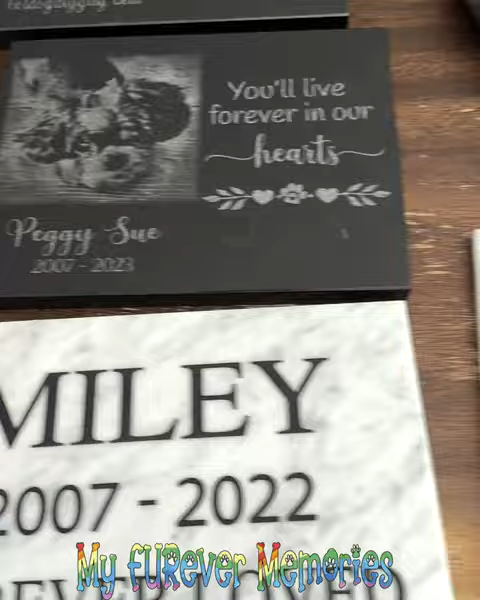 You'll live
forever in our
hearts
Peggy Sue
2007 - 2023
MILEY
2007 - 2022
My fURever Memories